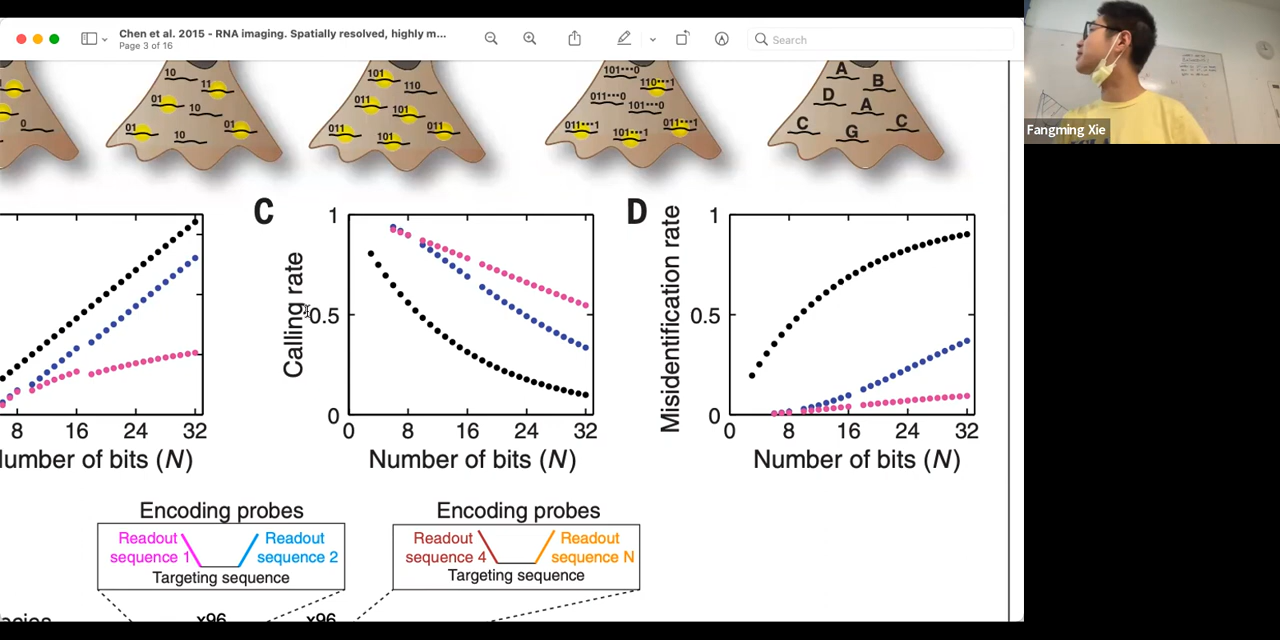 Chen et al. 2015 - RNA imaging. Spatially resolved, highly m...
Page 3 of 16
Search
Fangming Xie
10
11
01
10
0
01
10
01
101
110
011
101
011
101
011
101•••0
110•••1
011•••0
101•••0
011•••1
101•••1
011•••1
A
B
D
A
C
C
G
C
1
0.5
0
Calling rate
0 8 16 24 32
Number of bits (N)
D
1
0.5
0
Misidentification rate
0 8 16 24 32
Number of bits (N)
8 16 24 32
umber of bits (N)
Encoding probes
Readout sequence 1
Readout sequence 2
Targeting sequence
Encoding probes
Readout sequence 4
Readout sequence N
Targeting sequence
x96
x96